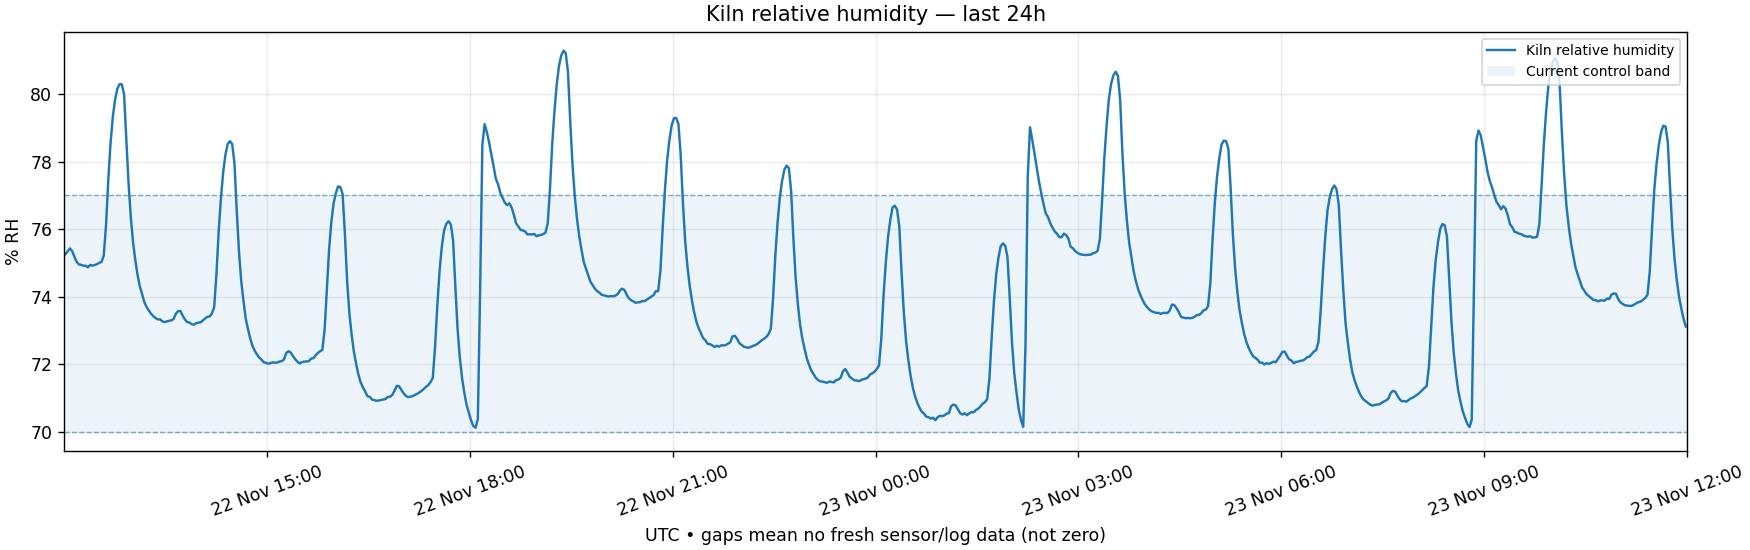 Kiln relative humidity — last 24h
Kiln relative humidity
Current control band
% RH
80
78
76
74
72
70
22 Nov 15:00
22 Nov 18:00
22 Nov 21:00
23 Nov 00:00
23 Nov 03:00
23 Nov 06:00
23 Nov 09:00
23 Nov 12:00
UTC • gaps mean no fresh sensor/log data (not zero)